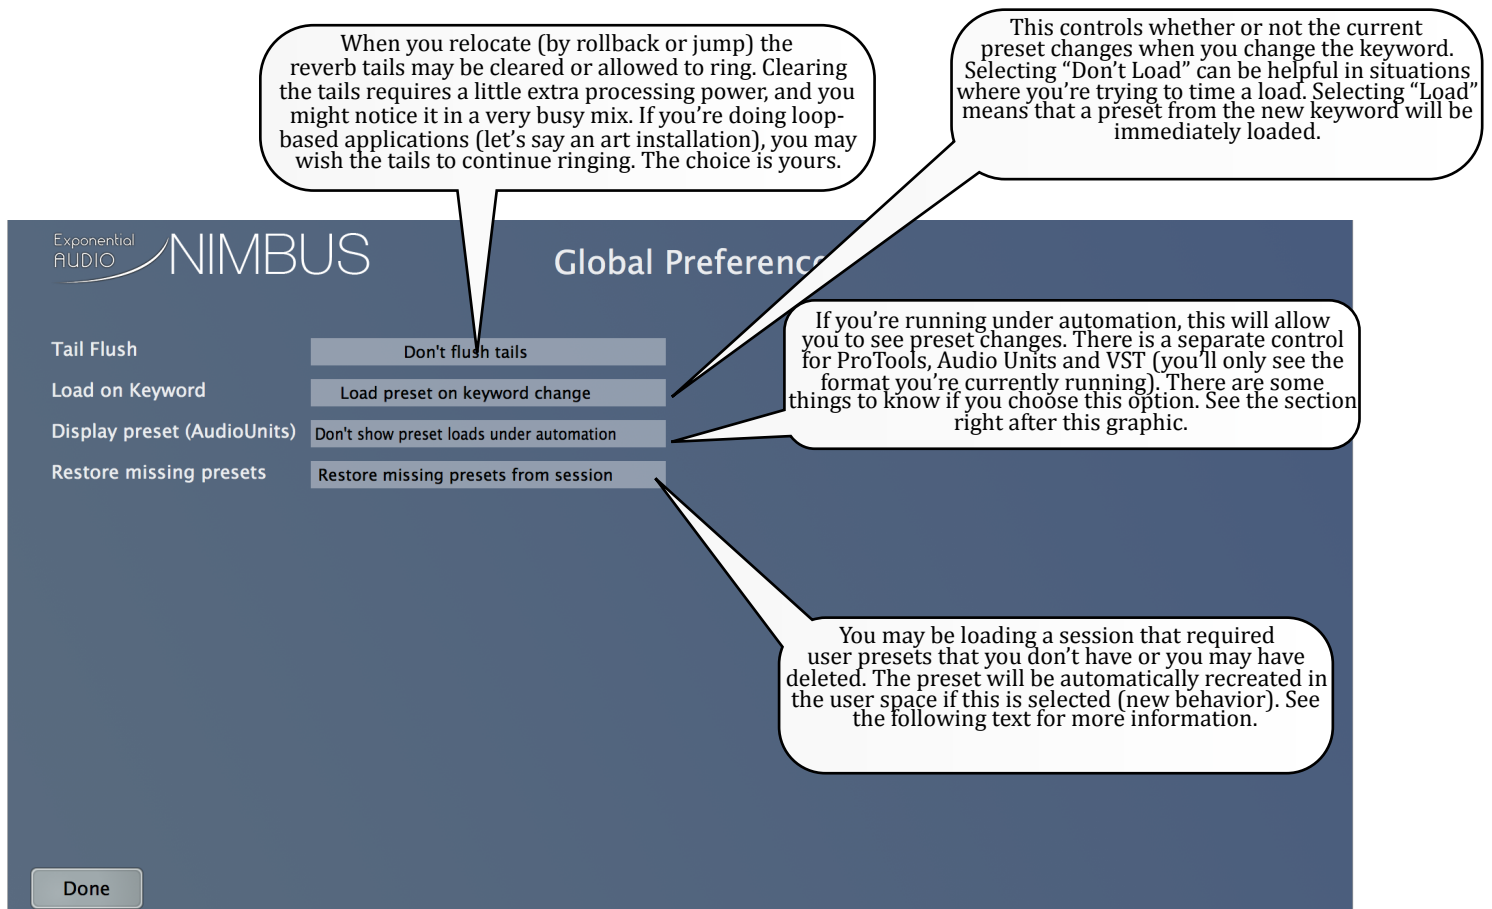 When you relocate (by rollback or jump) the
reverb tails may be cleared or allowed to ring. Clearing
the tails requires a little extra processing power, and you
might notice it in a very busy mix. If you're doing loop-
based applications (let's say an art installation), you may
wish the tails to continue ringing. The choice is yours.
This controls whether or not the current
preset changes when you change the keyword.
Selecting “Don't Load” can be helpful in situations
where you're trying to time a load. Selecting “Load”
means that a preset from the new keyword will be
immediately loaded.
Exponential
AUDIO
NIMBUS
Global Preferenc
Tail Flush
Don't flush tails
Load on Keyword
Load preset on keyword change
Display preset (AudioUnits)
Don't show preset loads under automation
Restore missing presets
Restore missing presets from session
If you're running under automation, this will allow
you to see preset changes. There is a separate control
for ProTools, Audio Units and VST (you'll only see the
format you're currently running). There are some
things to know if you choose this option. See the section
right after this graphic.
You may be loading a session that required
user presets that you don't have or you may have
deleted. The preset will be automatically recreated in
the user space if this is selected (new behavior). See
the following text for more information.
Done